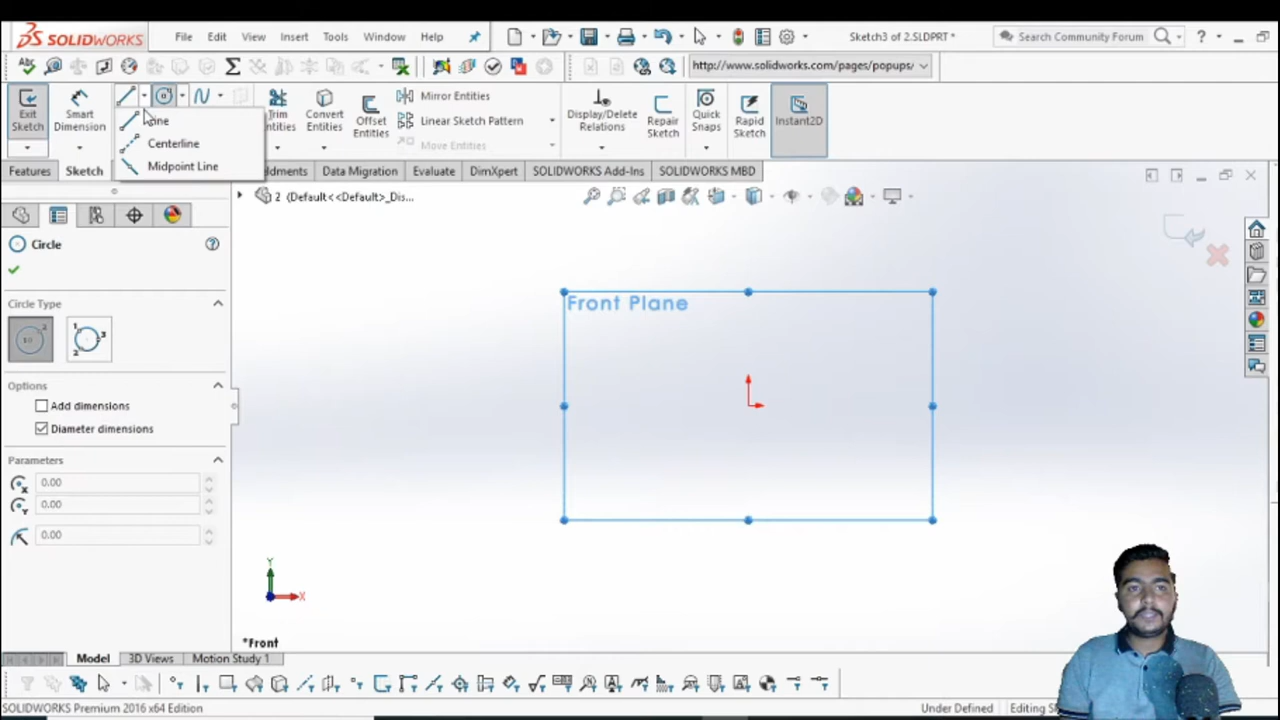 SOLIDWORKS File Edit View Insert Tools Window Help Sketch3 of 2.SLDPRT * Search Community Forum
http://www.solidworks.com/pages/popups/
Exit Sketch Smart Dimension Convert Entities Offset Entities Mirror Entities Linear Sketch Pattern Move Entities Display/Delete Relations Repair Sketch Quick Snaps Rapid Sketch Instant2D
Centerline
Midpoint Line
Features Sketch Data Migration Evaluate DimXpert SOLIDWORKS Add-Ins SOLIDWORKS MBD
2 (Default<<Default>_Dis...
Circle
Circle Type
Front Plane
Options
Add dimensions
Diameter dimensions
Parameters
0.00
0.00
0.00
Y
X
*Front
Model 3D Views Motion Study 1
SOLIDWORKS Premium 2016 x64 Edition Under Defined